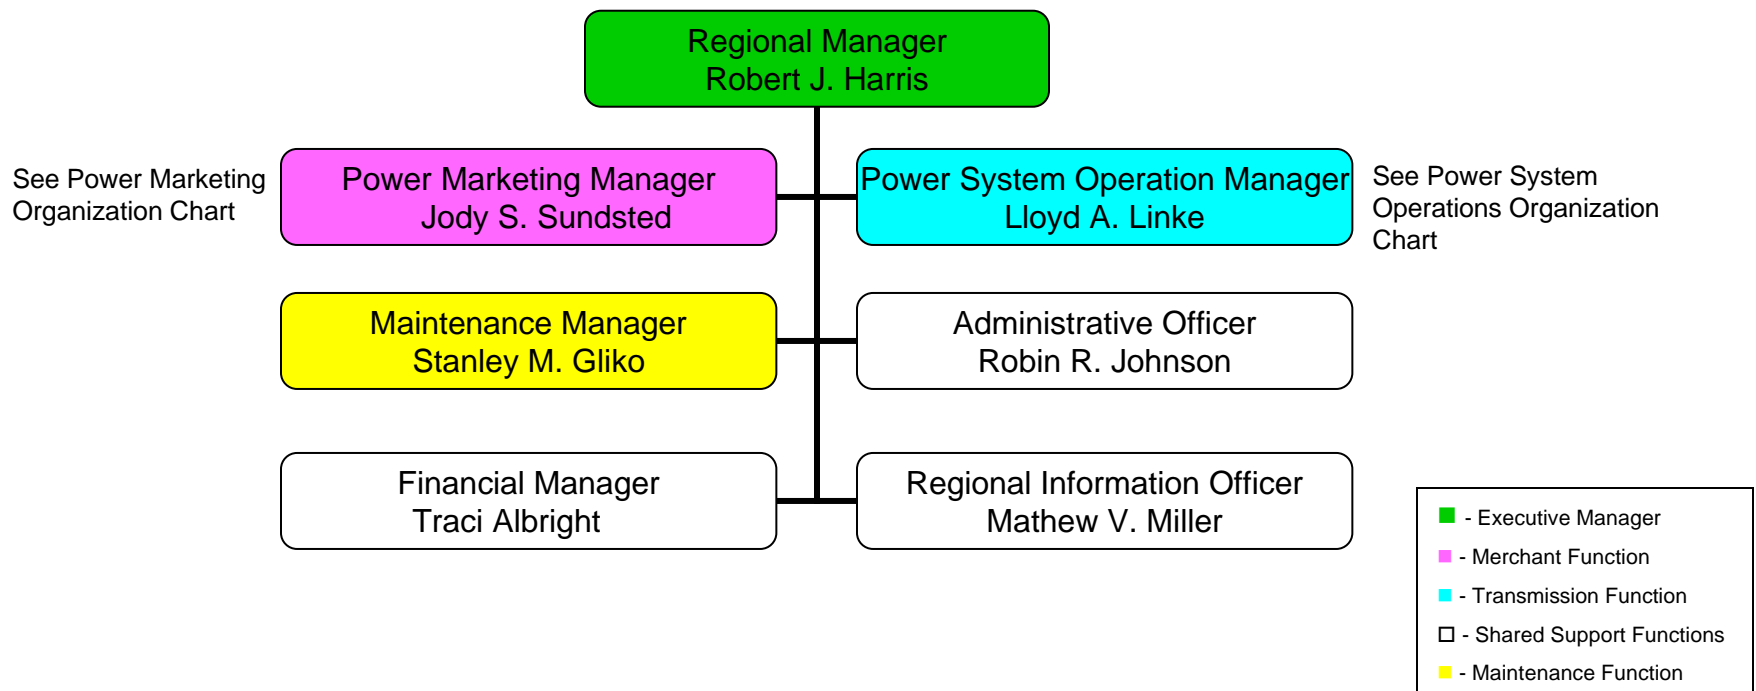 Regional Manager
Robert J. Harris
See Power Marketing
Organization Chart
Power Marketing Manager
Jody S. Sundsted
Power System Operation Manager
Lloyd A. Linke
See Power System
Operations Organization
Chart
Maintenance Manager
Stanley M. Gliko
Administrative Officer
Robin R. Johnson
Financial Manager
Traci Albright
Regional Information Officer
Mathew V. Miller
- Executive Manager
- Merchant Function
- Transmission Function
- Shared Support Functions
- Maintenance Function